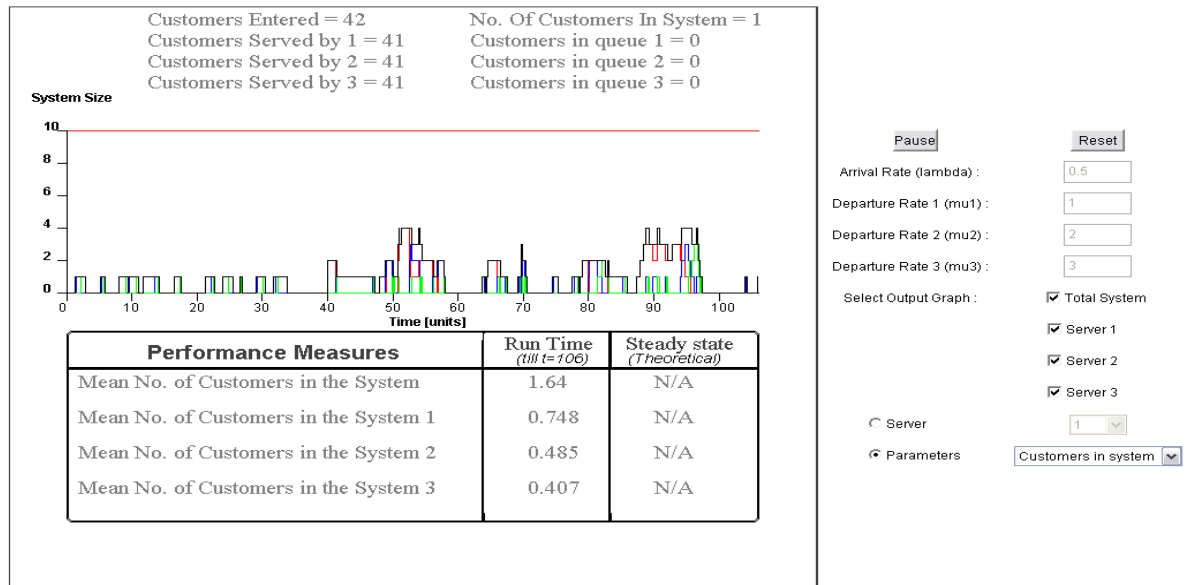 Customers Entered = 42
No. Of Customers In System = 1
Customers Served by 1 = 41
Customers in queue 1 = 0
Customers Served by 2 = 41
Customers in queue 2 = 0
Customers Served by 3 = 41
Customers in queue 3 = 0
System Size
10
8
6
4
2
0
0 10 20 30 40 50 60 70 80 90 100
Time [units]
Performance Measures
Run Time
(till t=106)
Steady state
(Theoretical)
Mean No. of Customers in the System 1.64 N/A
Mean No. of Customers in the System 1 0.748 N/A
Mean No. of Customers in the System 2 0.485 N/A
Mean No. of Customers in the System 3 0.407 N/A
Pause Reset
Arrival Rate (lambda) : 0.5
Departure Rate 1 (mu1) : 1
Departure Rate 2 (mu2) : 2
Departure Rate 3 (mu3) : 3
Select Output Graph : Total System
Server 1
Server 2
Server 3
Server 1
Parameters Customers in system